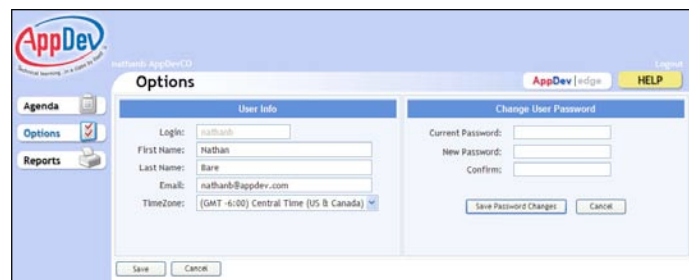 AppDev
nathanb AppDevCO
Logout
Options
AppDev edge
HELP
Agenda
Options
Reports
User Info
Login: nathanb
First Name: Nathan
Last Name: Bare
Email: nathanb@appdev.com
TimeZone: (GMT -6:00) Central Time (US & Canada)
Save Cancel
Change User Password
Current Password:
New Password:
Confirm:
Save Password Changes Cancel